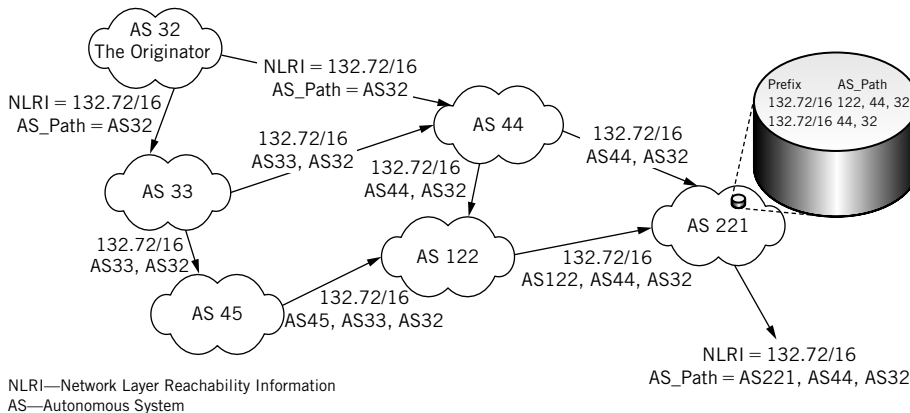 AS 32
The Originator
NLRI = 132.72/16
AS_Path = AS32
NLRI = 132.72/16
AS_Path = AS32
AS 44
132.72/16
AS33, AS32
132.72/16
AS44, AS32
132.72/16
AS44, AS32
Prefix AS_Path
132.72/16 122, 44, 32
132.72/16 44, 32
AS 33
132.72/16
AS33, AS32
AS 45
132.72/16
AS45, AS33, AS32
AS 122
132.72/16
AS122, AS44, AS32
AS 221
NLRI = 132.72/16
AS_Path = AS221, AS44, AS32
NLRI—Network Layer Reachability Information
AS—Autonomous System